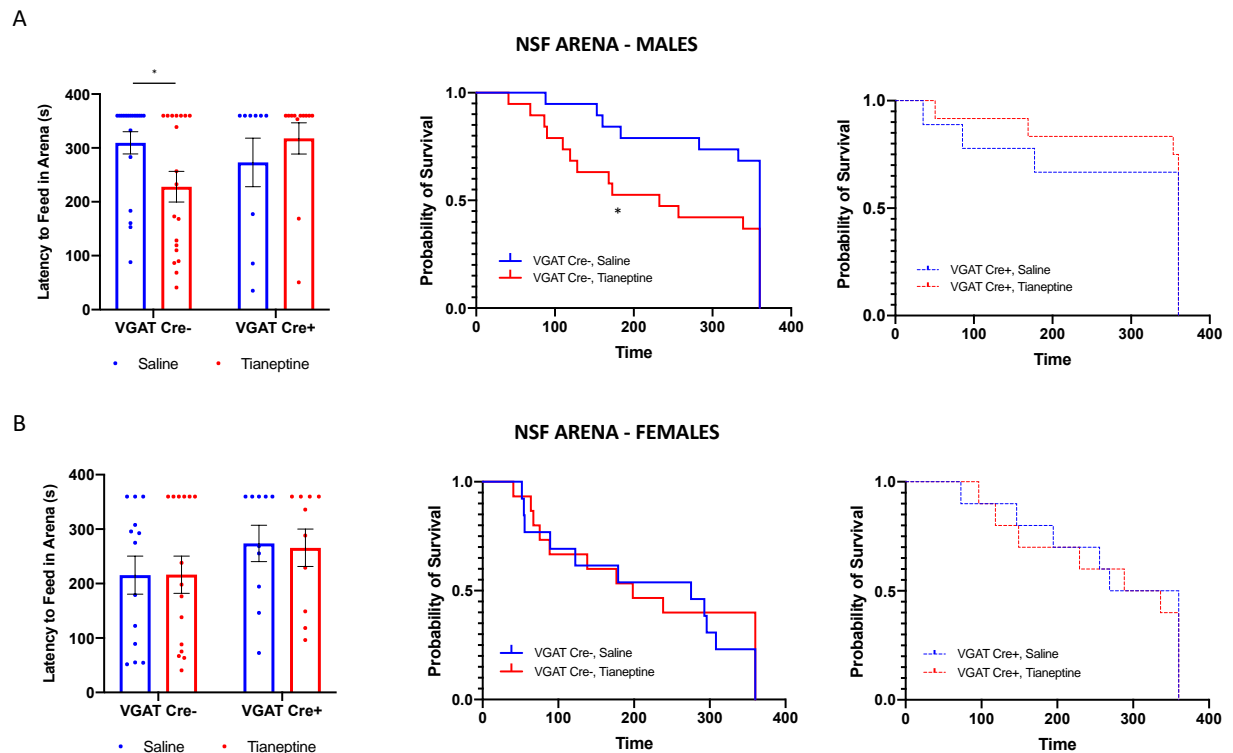 A
NSF ARENA - MALES
*
Latency to Feed in Arena (s)
400
300
200
100
0
VGAT Cre-
VGAT Cre+
Saline
Tianeptine
Probability of Survival
1.0
0.5
0.0
*
VGAT Cre-, Saline
VGAT Cre-, Tianeptine
0
100
200
300
400
Time
Probability of Survival
1.0
0.5
0.0
VGAT Cre+, Saline
VGAT Cre+, Tianeptine
0
100
200
300
400
Time
B
NSF ARENA - FEMALES
Latency to Feed in Arena (s)
400
300
200
100
0
VGAT Cre-
VGAT Cre+
Saline
Tianeptine
Probability of Survival
1.0
0.5
0.0
VGAT Cre-, Saline
VGAT Cre-, Tianeptine
0
100
200
300
400
Time
Probability of Survival
1.0
0.5
0.0
VGAT Cre+, Saline
VGAT Cre+, Tianeptine
0
100
200
300
400
Time